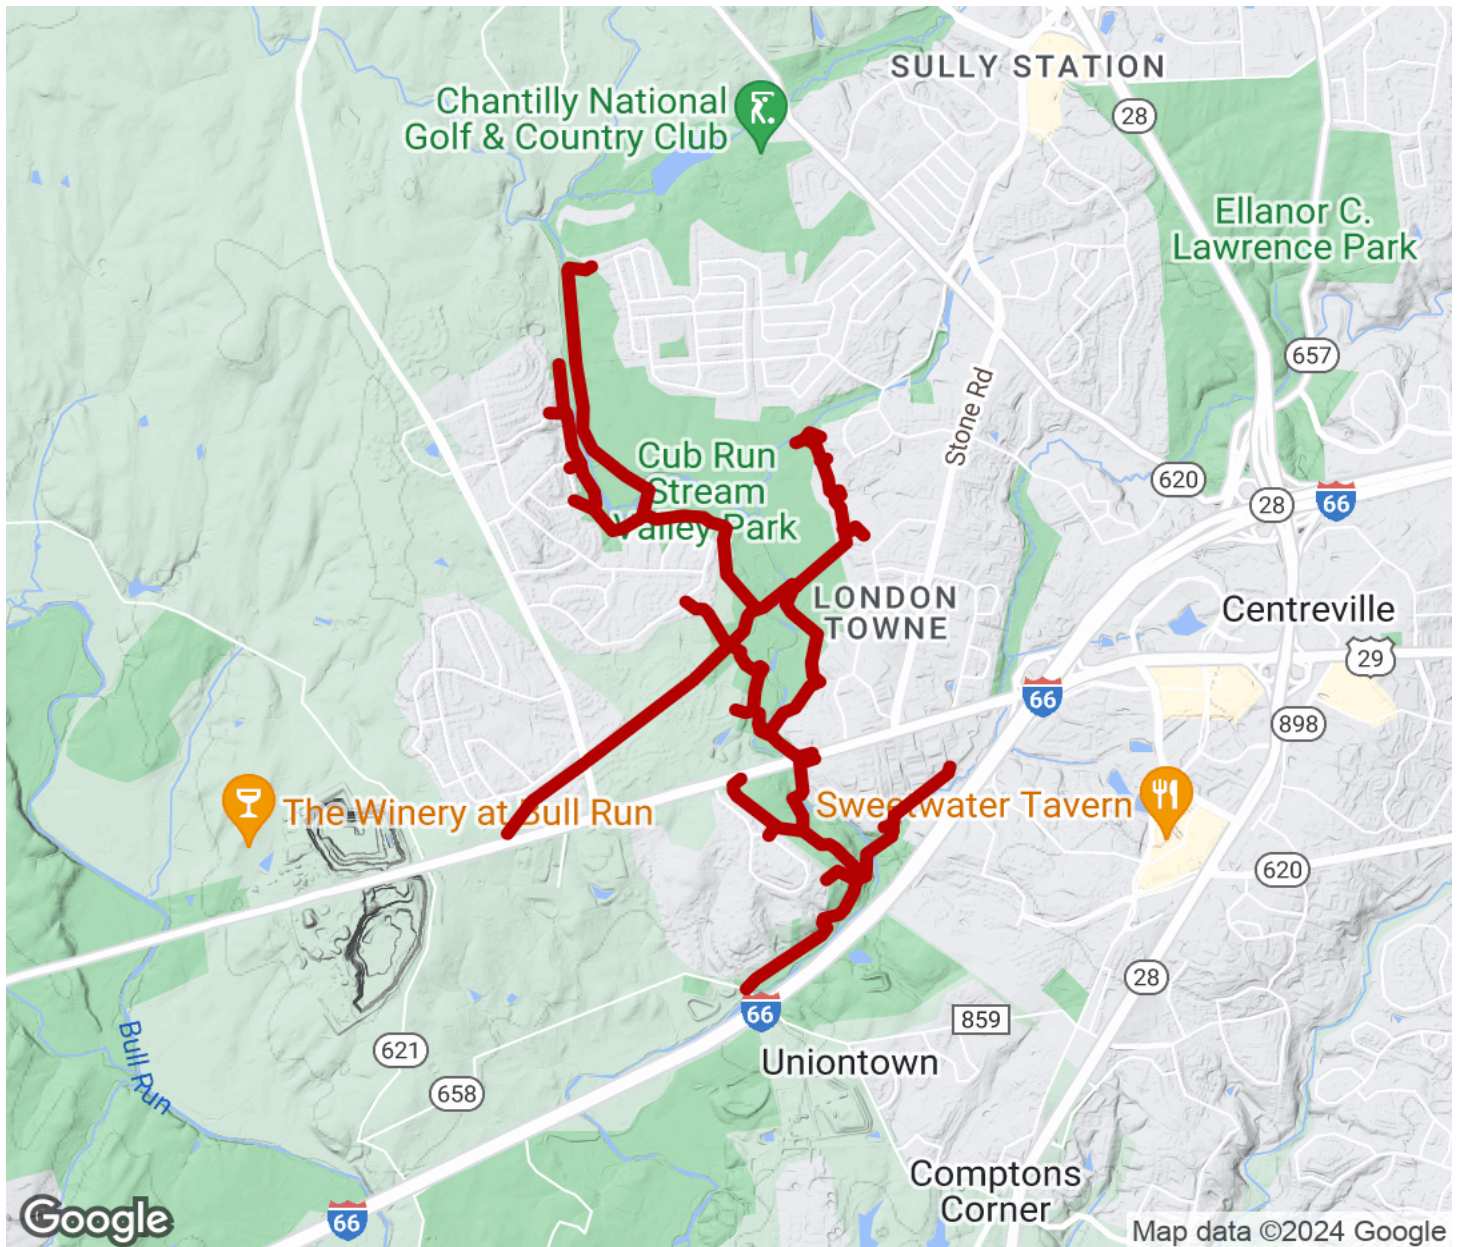 SULLY STATION
Chantilly National
Golf & Country Club
28
Ellanor C.
Lawrence Park
657
Stone Rd
Cub Run
Stream
Valley Park
620
28
66
LONDON
TOWNE
Centreville
29
66
898
The Winery at Bull Run
Sweetwater Tavern
620
28
66
859
Uniontown
621
658
Bull Run
Comptons
Corner
66
Google
Map data ©2024 Google